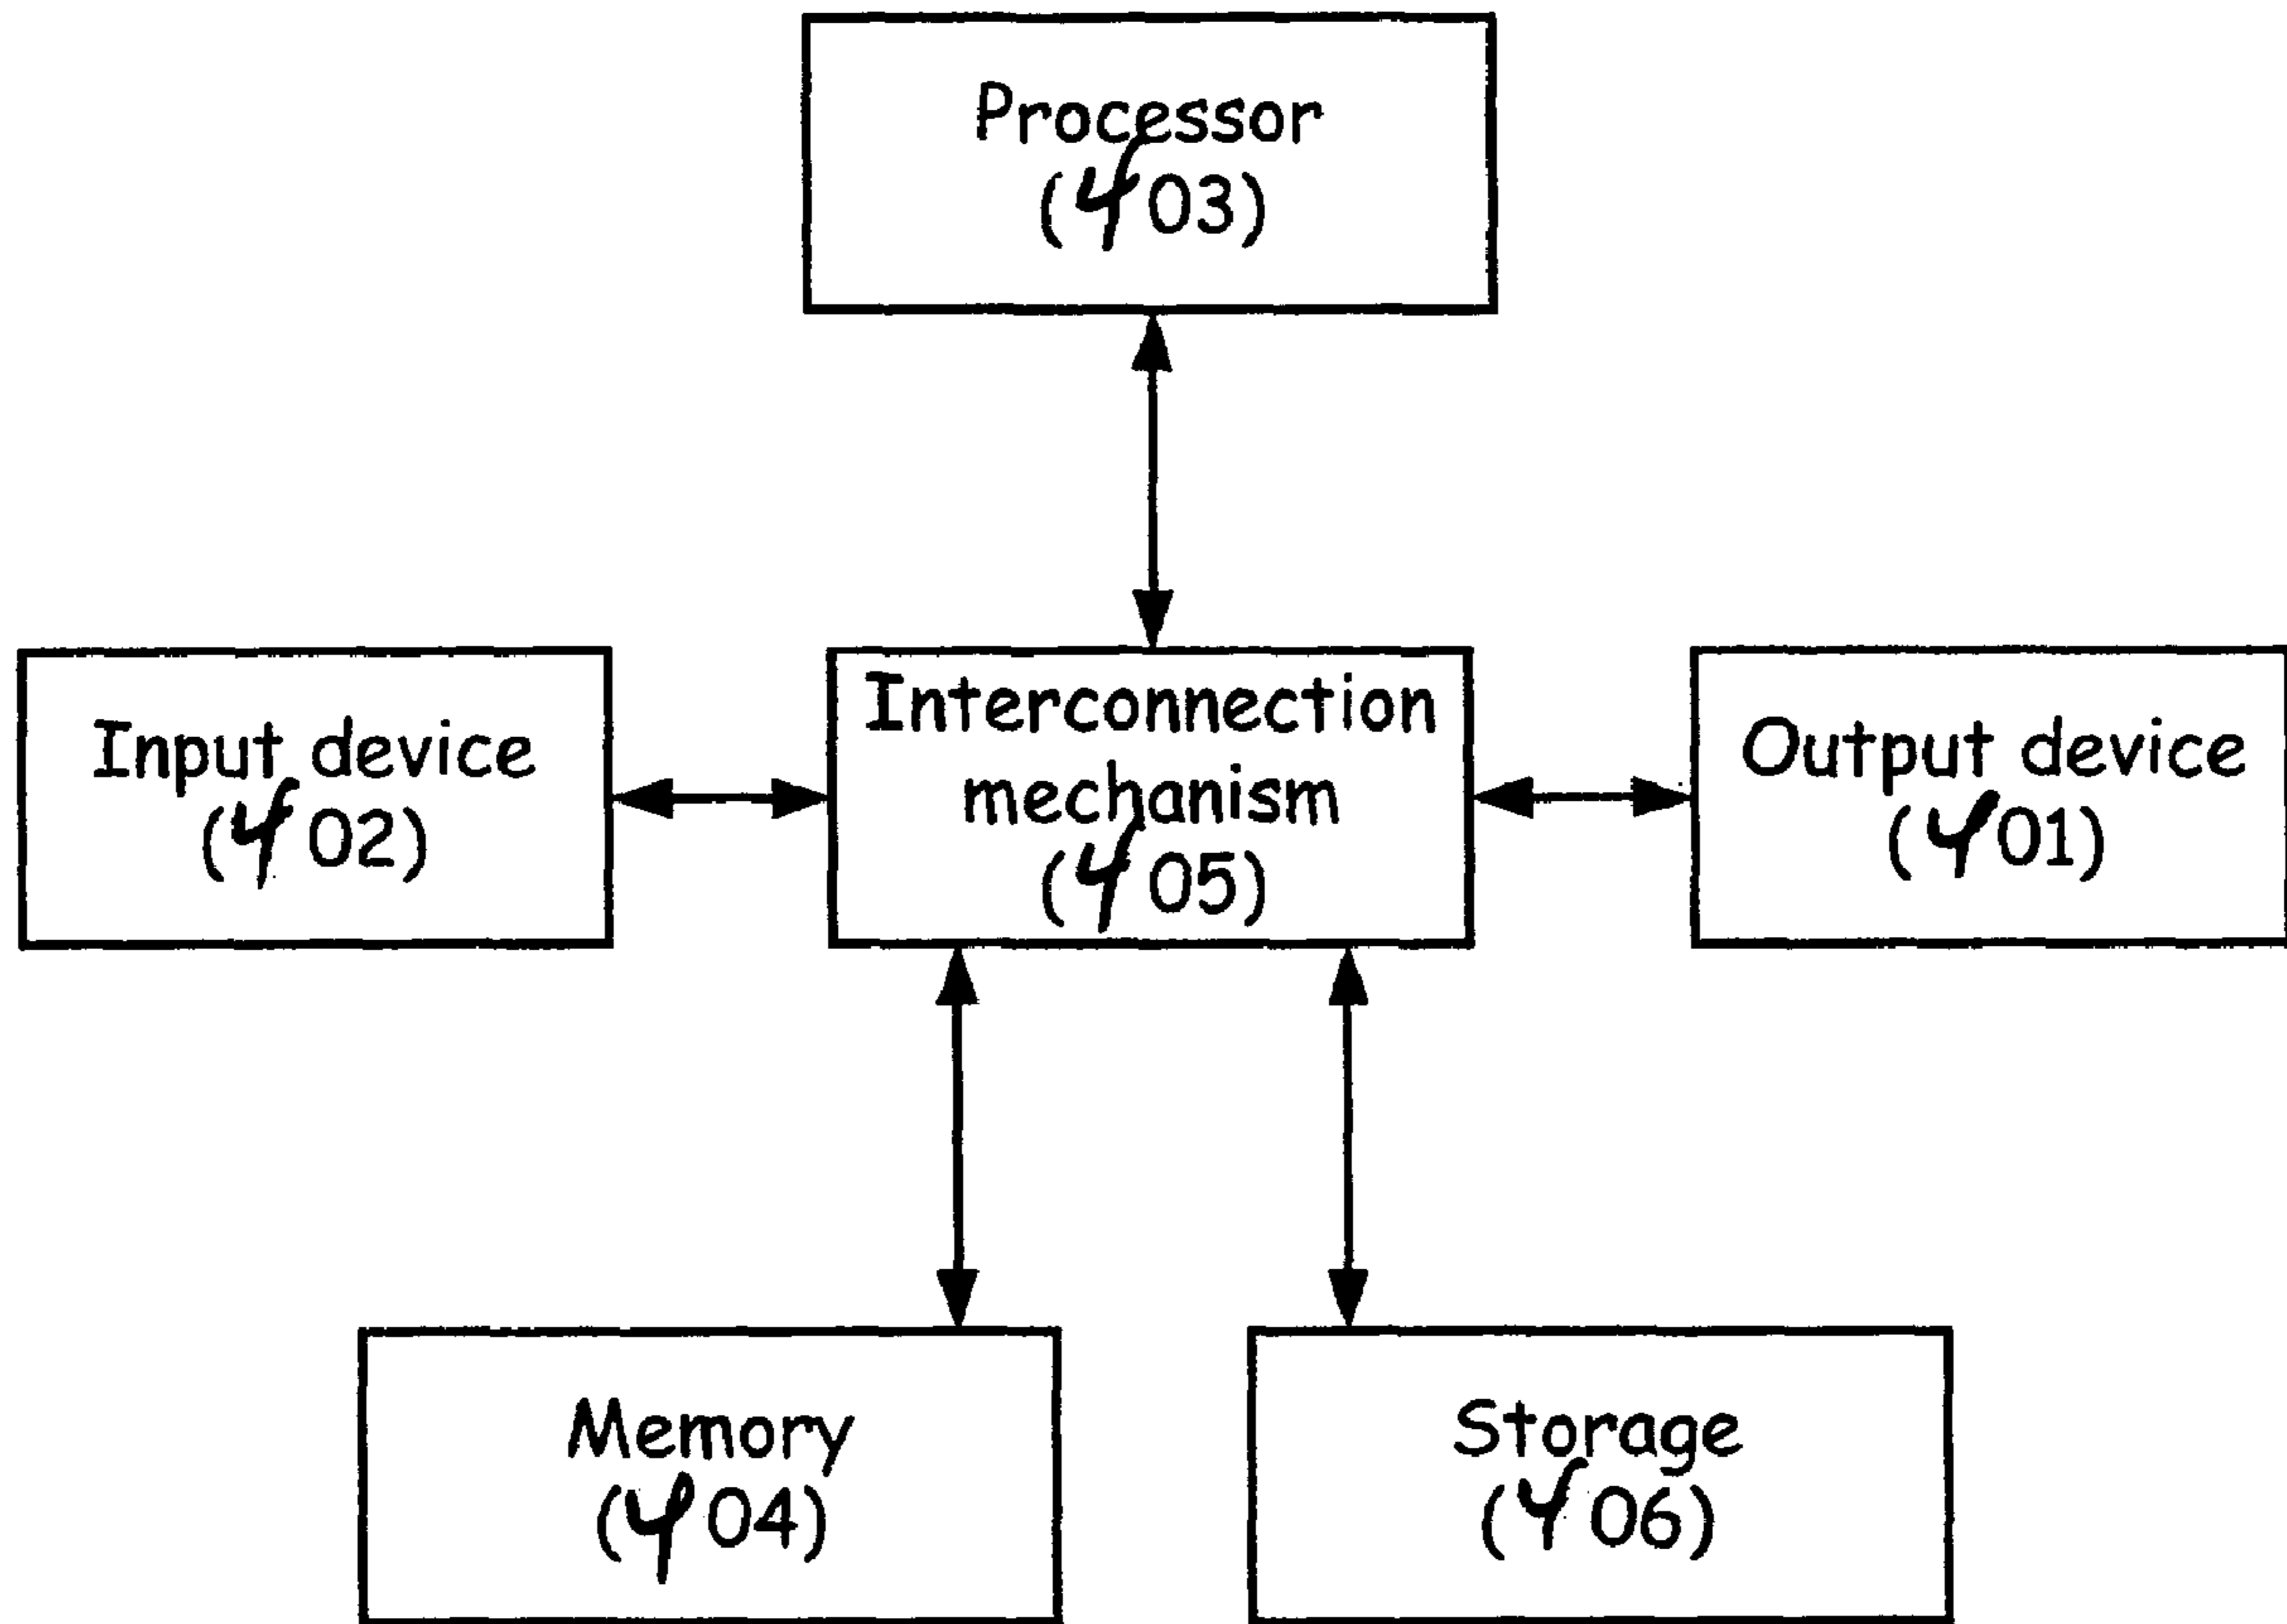 Processor
(403)
Input device
(402)
Interconnection
mechanism
(405)
Output device
(401)
Memory
(404)
Storage
(406)